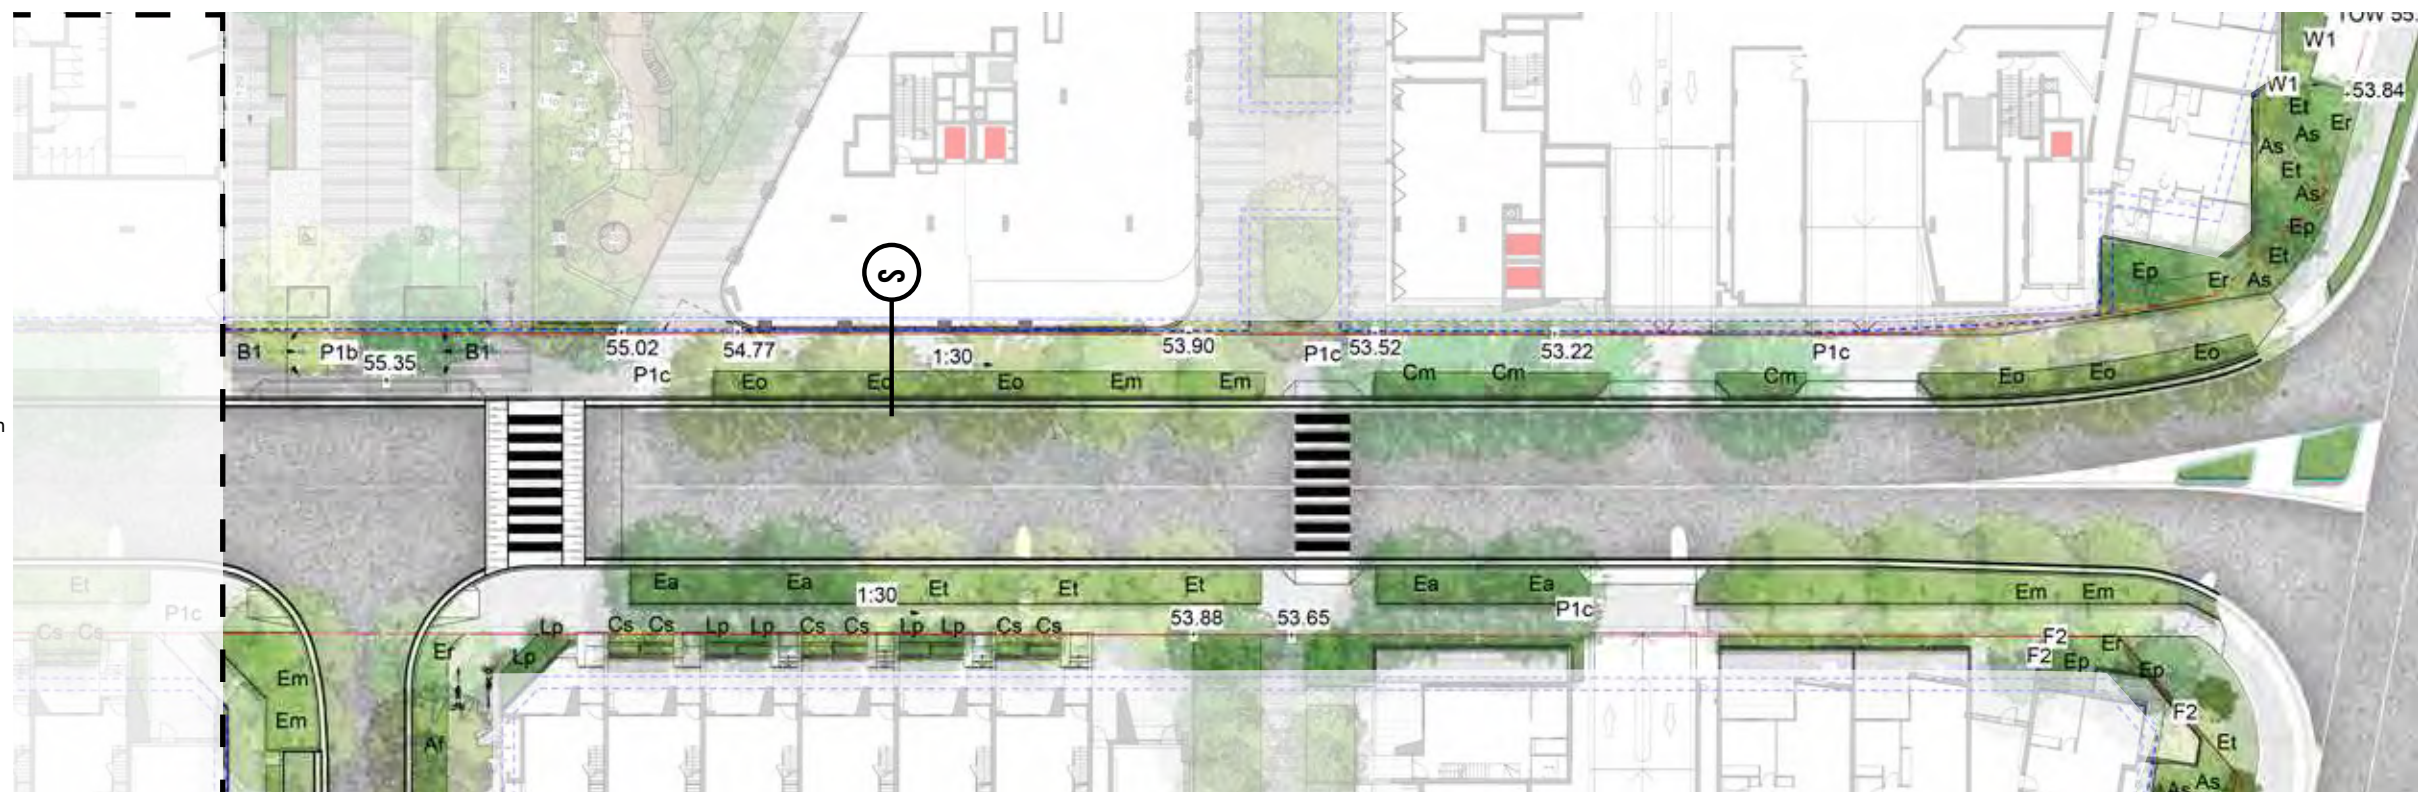 TOW 55.
W1
W1
53.84
Et
Er
As
As
Et
As
Ep
Et
Ep
Er
As
S
B1
P1b
55.35
B1
55.02
P1c
54.77
1:30
53.90
P1c
53.52
53.22
P1c
Eo
Eo
Eo
Em
Em
Cm
Cm
Cm
Eo
Eo
Eo
n
Et
P1c
Cs Cs
Ea
Ea
1:30
Et
Et
Et
Ea
Ea
P1c
Em
Em
53.88
53.65
Lp
Cs Cs Lp Lp Cs Cs Lp Lp Cs Cs
Lp
Er
Em
Em
Af
F2
F2
Ep
Er
Ep
F2
Et
As
As